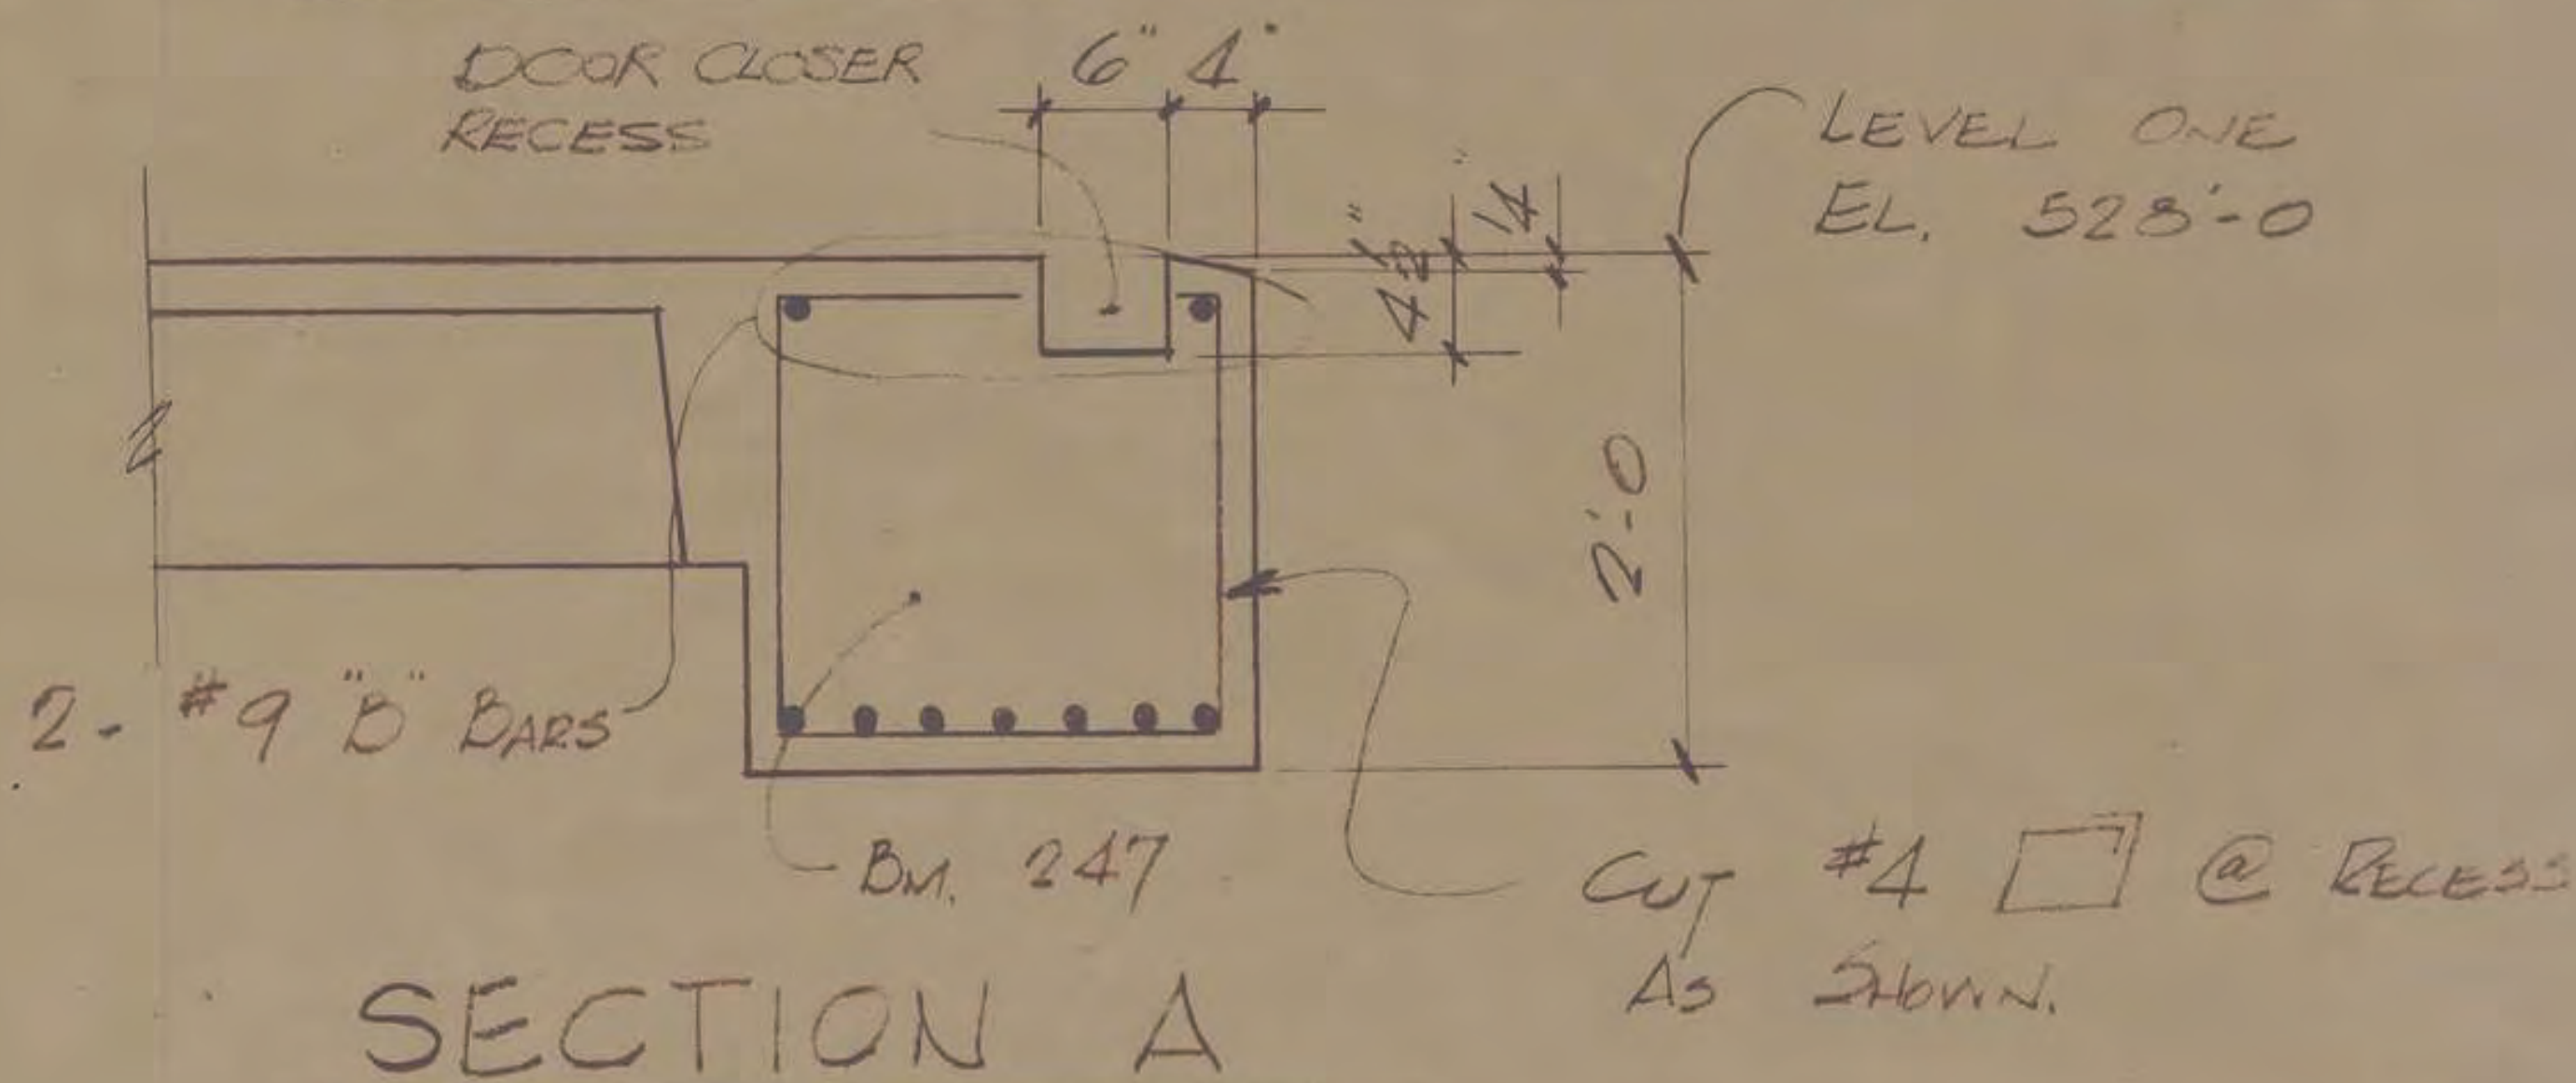 DOOR CLOSER
RECESS
6" 4"
LEVEL ONE
EL. 528'-0
4 1/2"
1/4"
2'-0
2- #9 "B" BARS
BM. 247
CUT #4 @ RECESS
AS SHOWN.
SECTION A